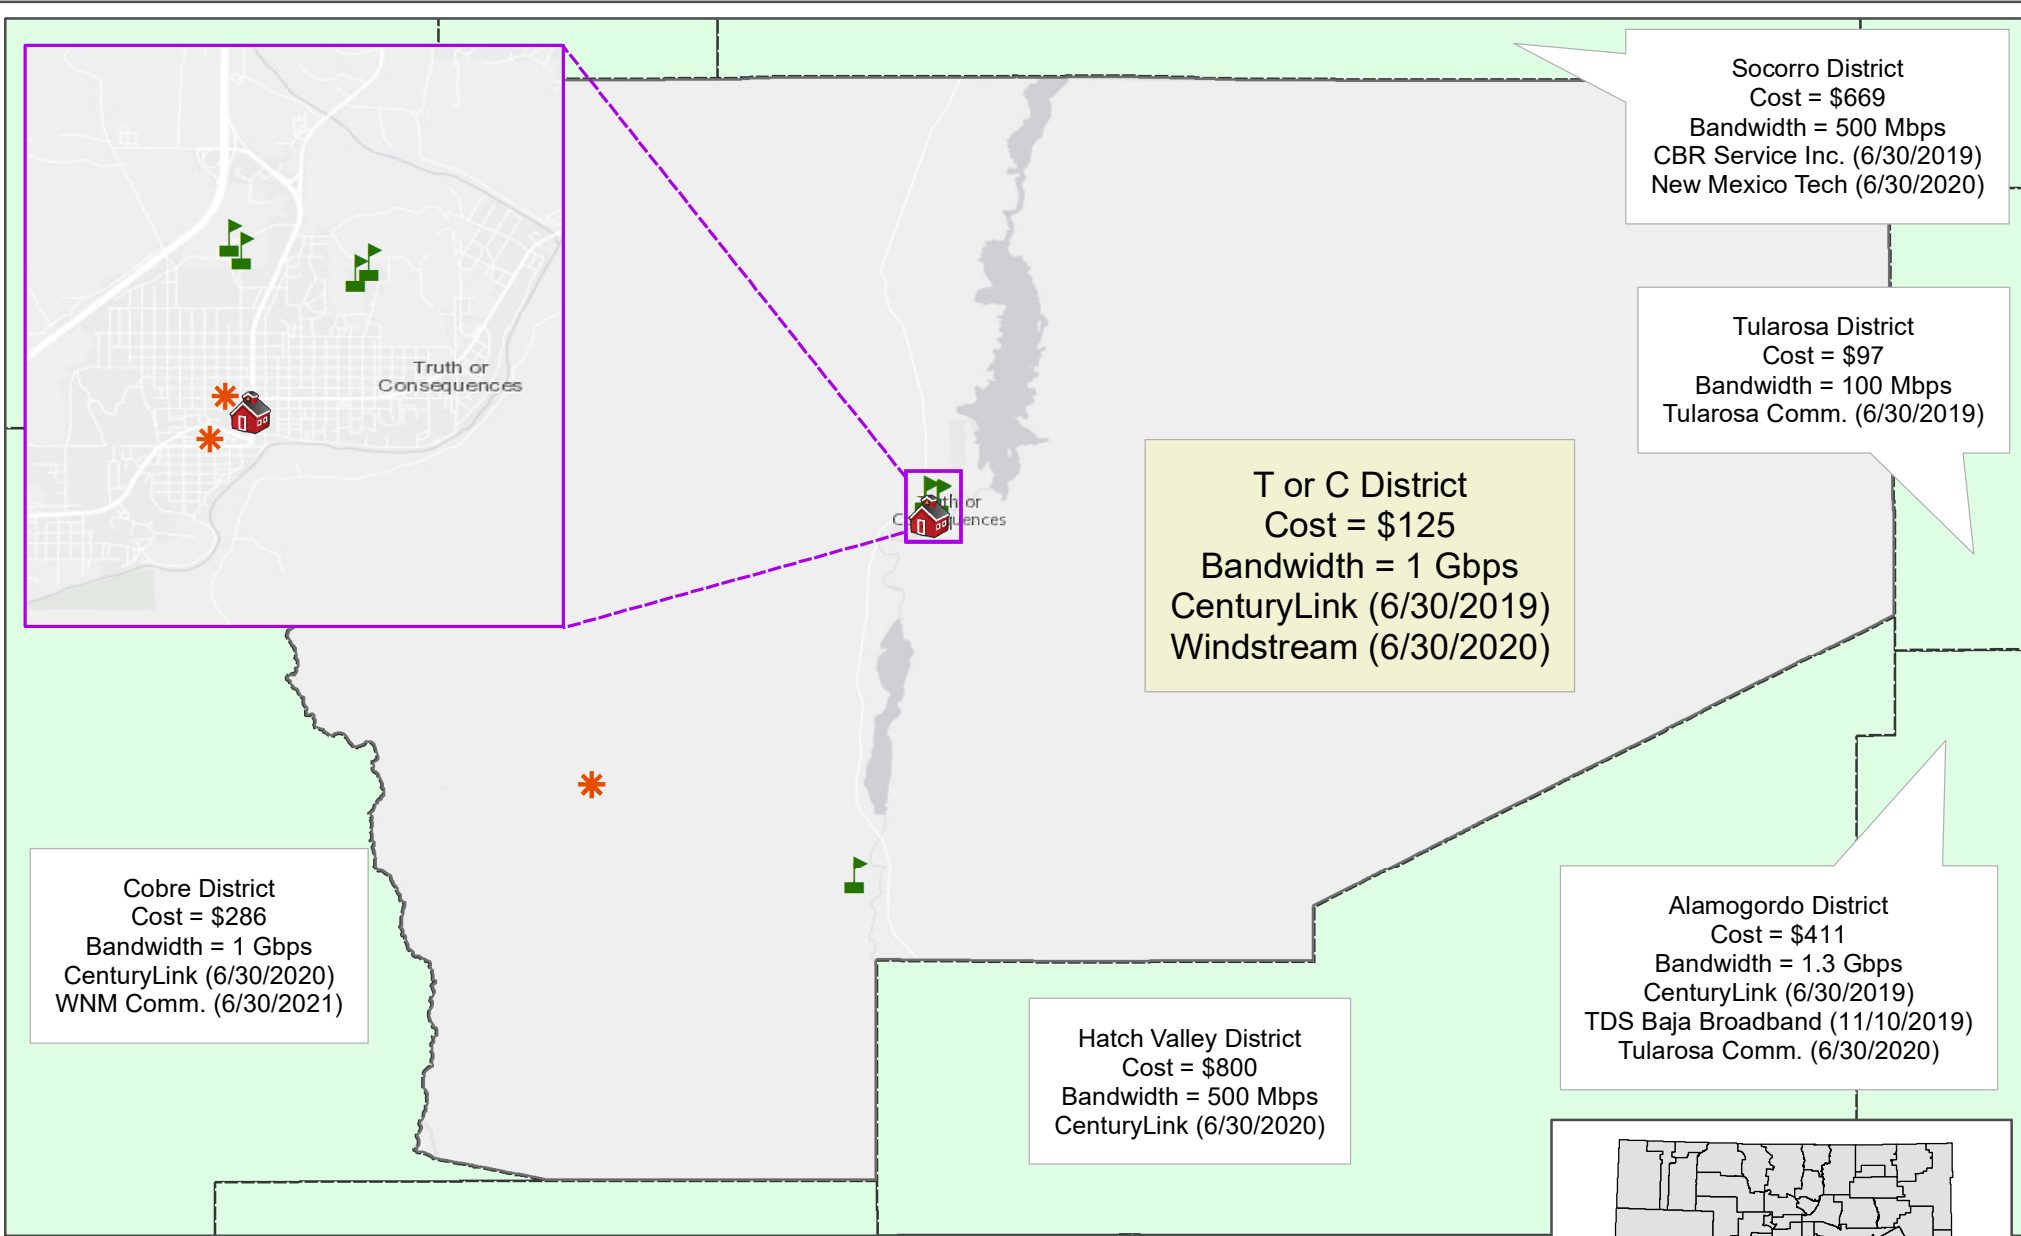 Socorro District
Cost = $669
Bandwidth = 500 Mbps
CBR Service Inc. (6/30/2019)
New Mexico Tech (6/30/2020)
Tularosa District
Cost = $97
Bandwidth = 100 Mbps
Tularosa Comm. (6/30/2019)
Truth or
Consequences
T or C District
Cost = $125
Bandwidth = 1 Gbps
CenturyLink (6/30/2019)
Windstream (6/30/2020)
Cobre District
Cost = $286
Bandwidth = 1 Gbps
CenturyLink (6/30/2020)
WNM Comm. (6/30/2021)
Hatch Valley District
Cost = $800
Bandwidth = 500 Mbps
CenturyLink (6/30/2020)
Alamogordo District
Cost = $411
Bandwidth = 1.3 Gbps
CenturyLink (6/30/2019)
TDS Baja Broadband (11/10/2019)
Tularosa Comm. (6/30/2020)